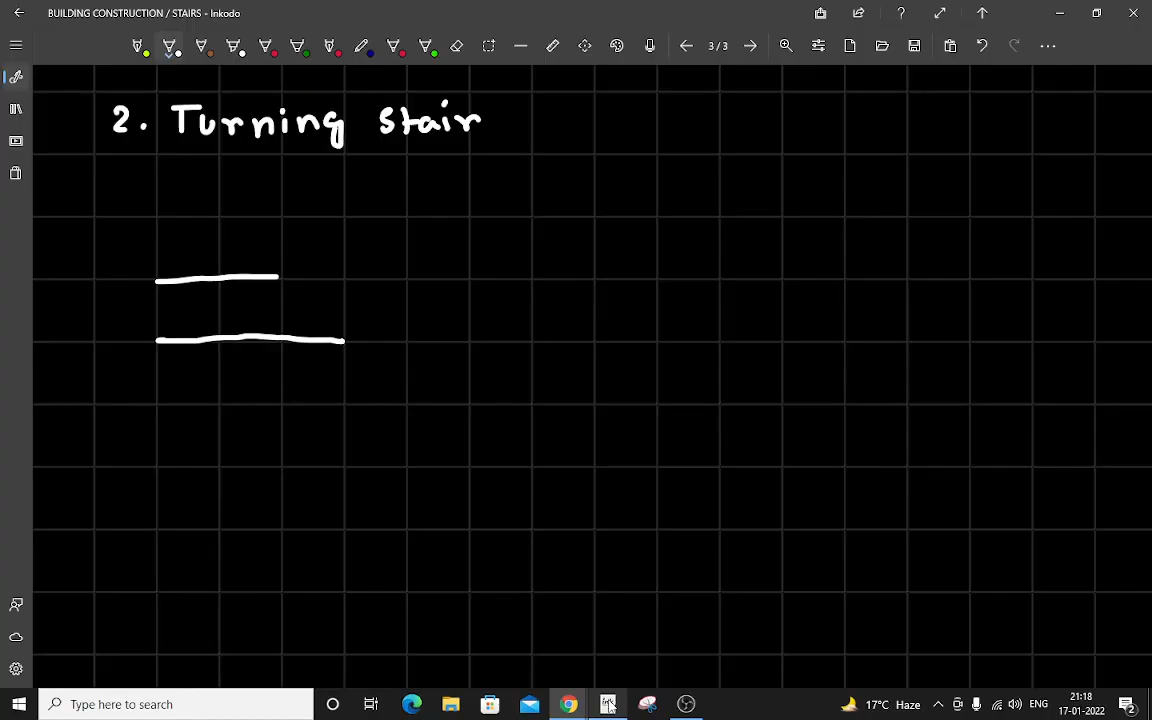 BUILDING CONSTRUCTION / STAIRS - Inkodo
3/3
2. Turning Stair
Type here to search
17°C Haze
ENG
21:18
17-01-2022
2